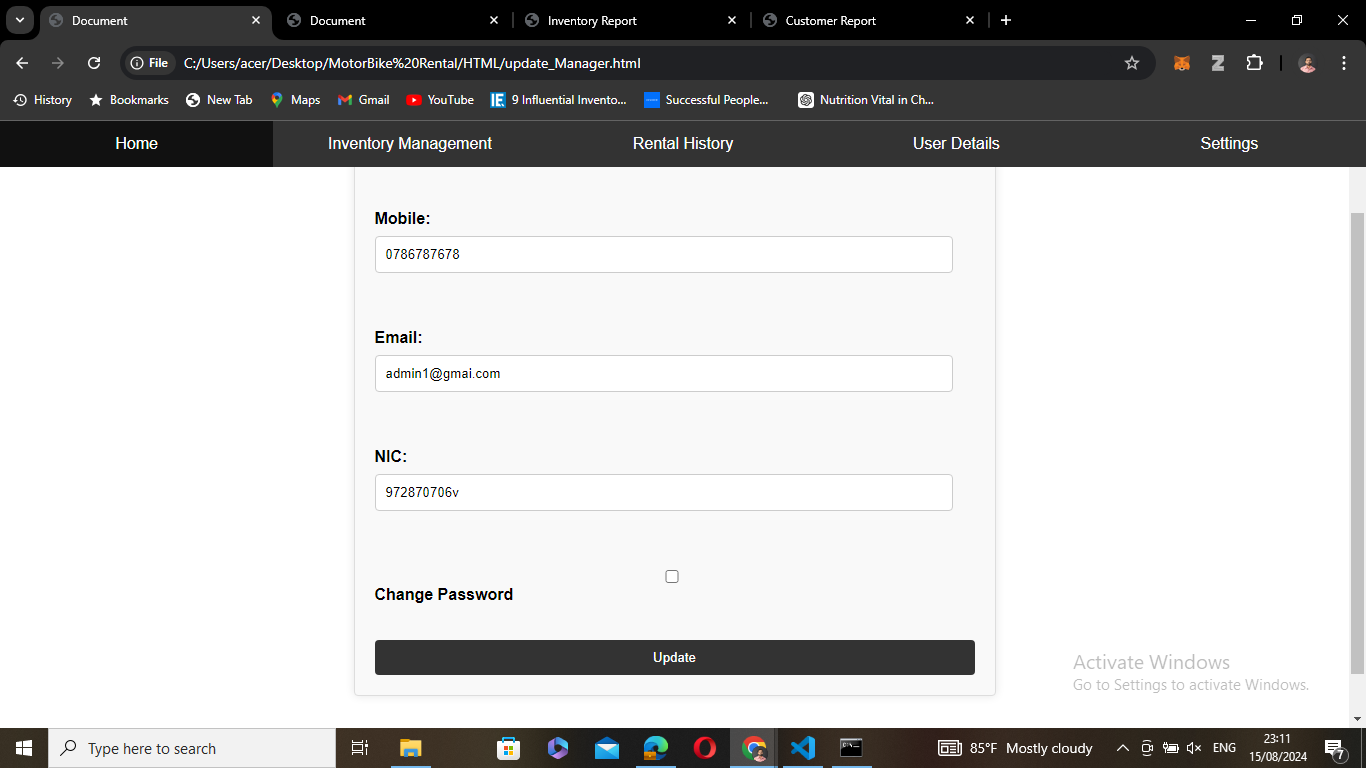 Document
Document
Inventory Report
Customer Report
File
C:/Users/acer/Desktop/MotorBike%20Rental/HTML/update_Manager.html
History
Bookmarks
New Tab
Maps
Gmail
YouTube
IE 9 Influential Invento...
Successful People...
Nutrition Vital in Ch...
Home
Inventory Management
Rental History
User Details
Settings
Mobile:
0786787678
Email:
admin1@gmai.com
NIC:
972870706v
Change Password
Update
Activate Windows
Go to Settings to activate Windows.
Type here to search
85°F Mostly cloudy
ENG
23:11
15/08/2024
7